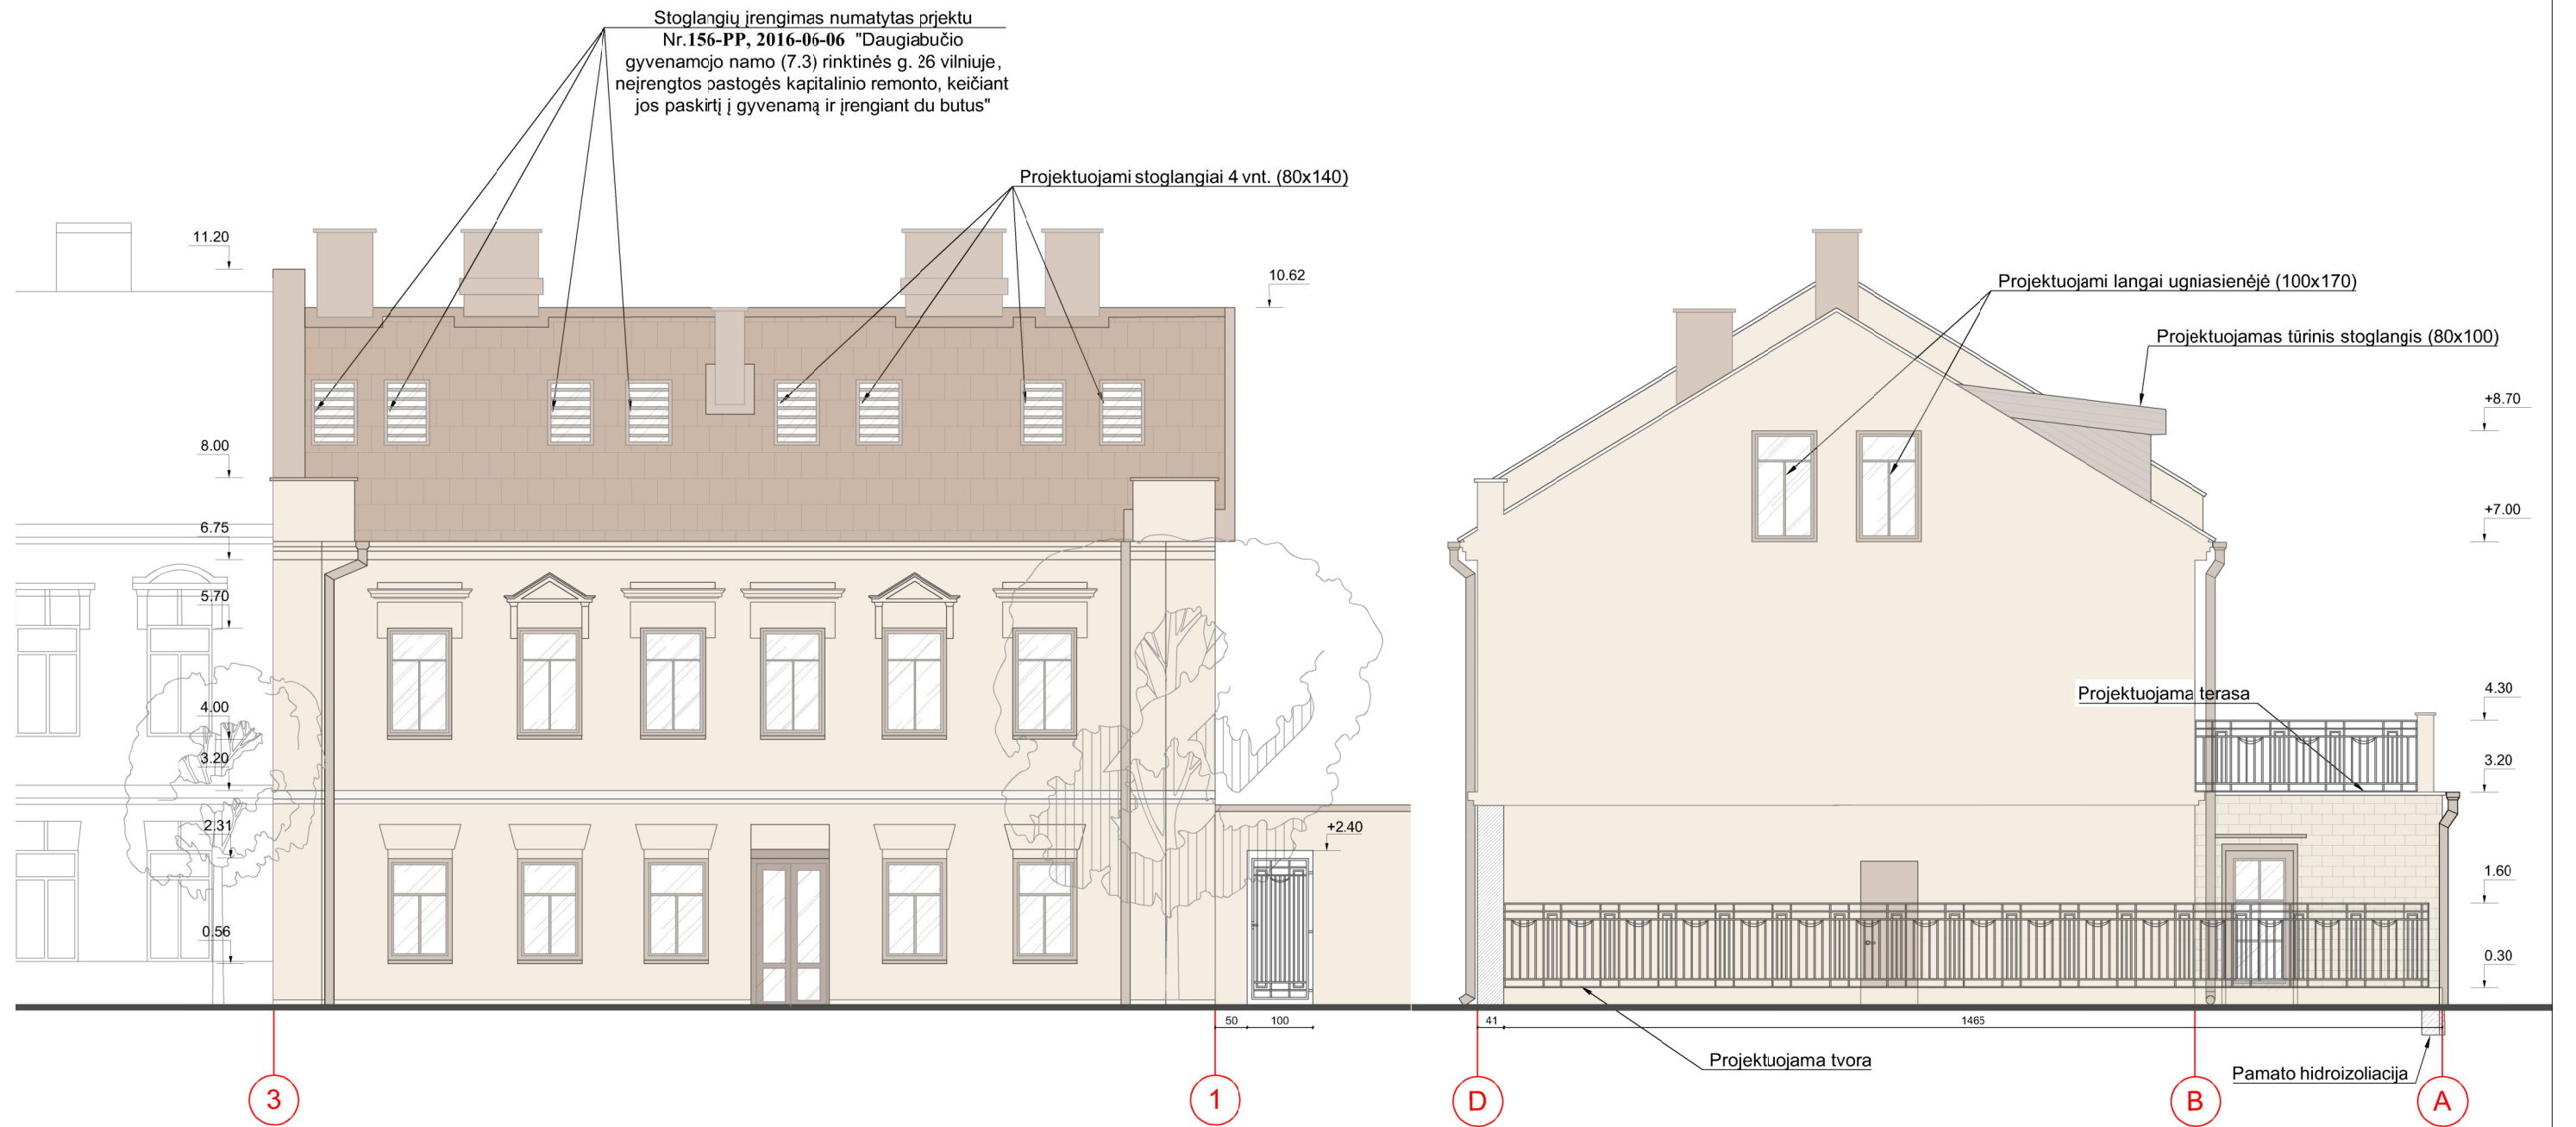 Stoglangių įrengimas numatytas prjektu
Nr.156-PP, 2016-06-06 "Daugiabučio
gyvenamojo namo (7.3) rinktinės g. 26 vilniuje,
neįrengtos pastogės kapitalinio remonto, keičiant
jos paskirtį į gyvenamą ir įrengiant du butus"
Projektuojami stoglangiai 4 vnt. (80x140)
11.20
10.62
8.00
6.75
5.70
4.00
3.20
2.31
0.56
+2.40
50
100
3
1
Projektuojami langai ugniasienėjė (100x170)
Projektuojamas tūrinis stoglangis (80x100)
+8.70
+7.00
Projektuojama terasa
4.30
3.20
1.60
0.30
41
1465
Projektuojama tvora
Pamato hidroizoliacija
D
B
A